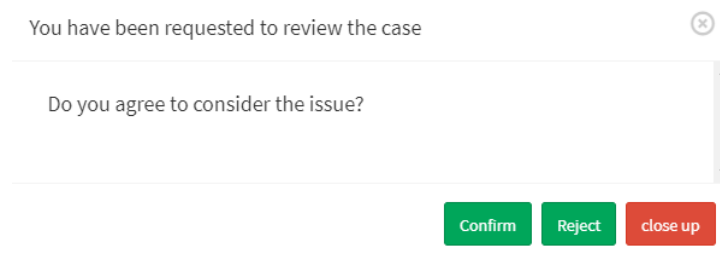 You have been requested to review the case
Do you agree to consider the issue?
Confirm Reject close up